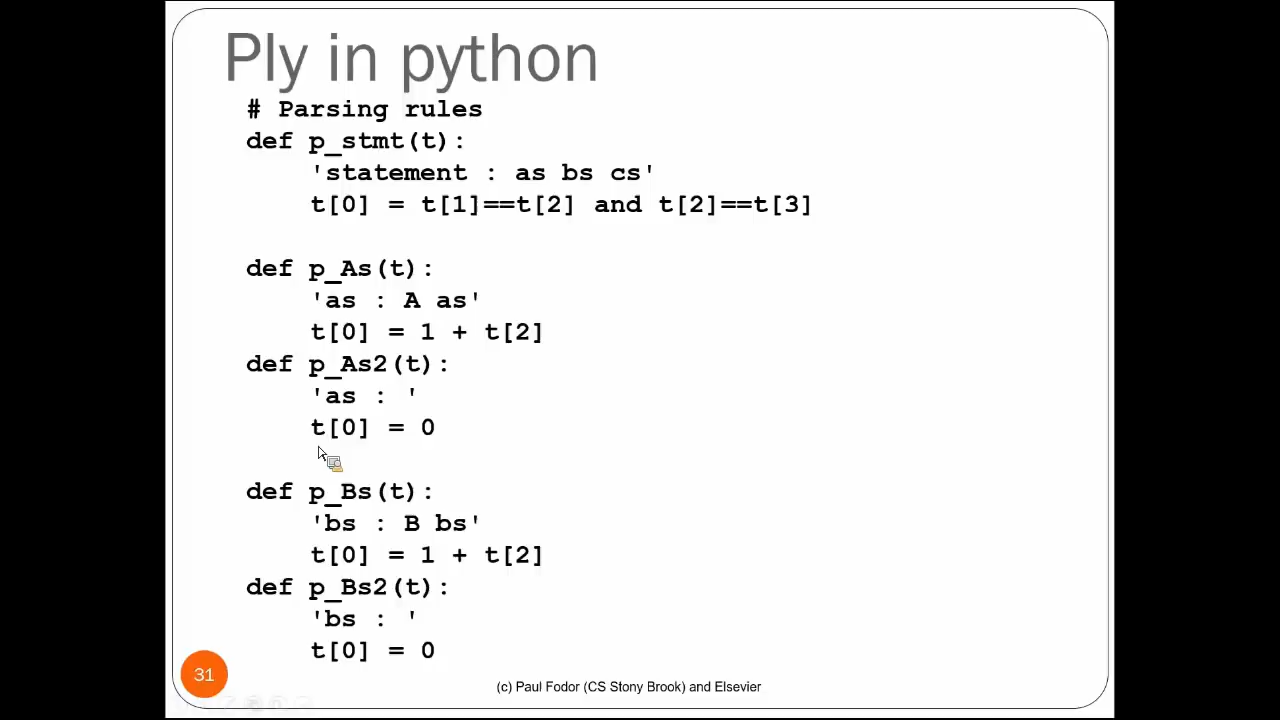 Ply in python
# Parsing rules
def p_stmt(t):
'statement : as bs cs'
t[0] = t[1]==t[2] and t[2]==t[3]
def p_As(t):
'as : A as'
t[0] = 1 + t[2]
def p_As2(t):
'as : '
t[0] = 0
def p_Bs(t):
'bs : B bs'
t[0] = 1 + t[2]
def p_Bs2(t):
'bs : '
t[0] = 0
31
(c) Paul Fodor (CS Stony Brook) and Elsevier